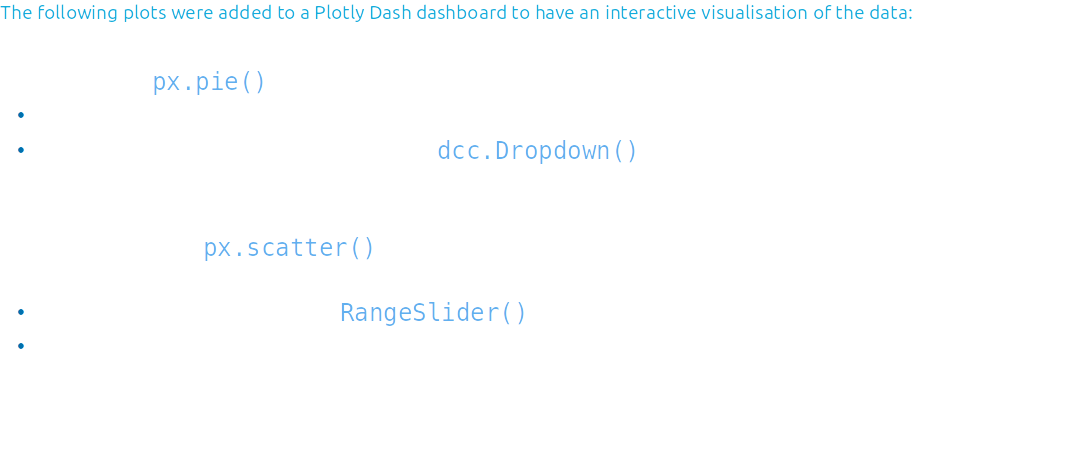 The following plots were added to a Plotly Dash dashboard to have an interactive visualisation of the data:
px.pie()
•
• dcc.Dropdown()
px.scatter()
• RangeSlider()
•